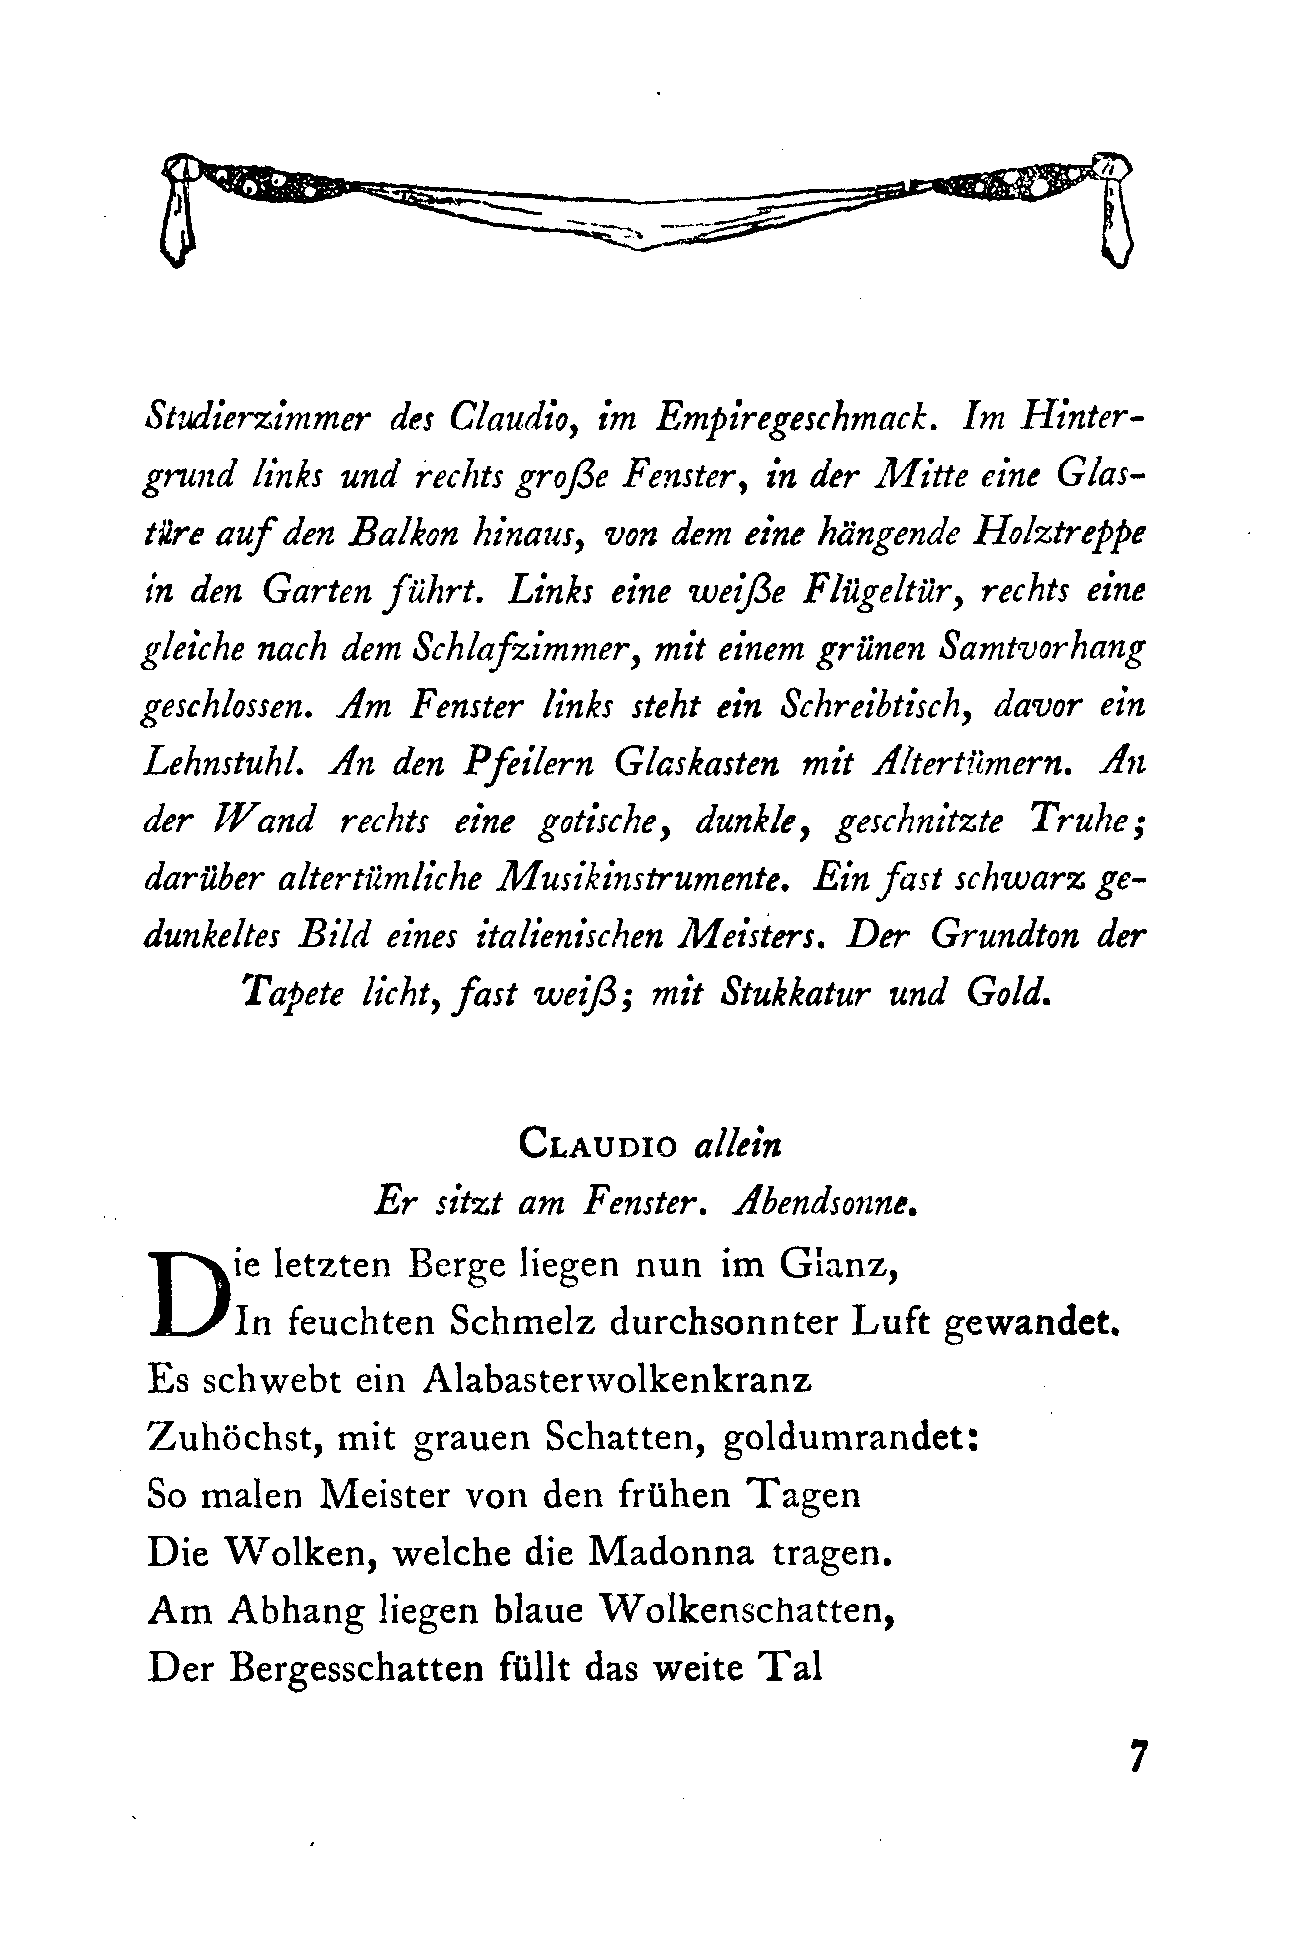 Studierzimmer des Claudio, im Empiregeschmack. Im Hinter-
grund links und rechts große Fenster, in der Mitte eine Glas-
türe auf den Balkon hinaus, von dem eine hängende Holztreppe
in den Garten führt. Links eine weiße Flügeltür, rechts eine
gleiche nach dem Schlafzimmer, mit einem grünen Samtvorhang
geschlossen. Am Fenster links steht ein Schreibtisch, davor ein
Lehnstuhl. An den Pfeilern Glaskasten mit Altertümern. An
der Wand rechts eine gotische, dunkle, geschnitzte Truhe;
darüber altertümliche Musikinstrumente. Ein fast schwarz ge-
dunkeltes Bild eines italienischen Meisters. Der Grundton der
Tapete licht, fast weiß; mit Stukkatur und Gold.
CLAUDIO allein
Er sitzt am Fenster. Abendsonne.
Die letzten Berge liegen nun im Glanz,
In feuchten Schmelz durchsonnter Luft gewandet.
Es schwebt ein Alabasterwolkenkranz
Zuhöchst, mit grauen Schatten, goldumrandet:
So malen Meister von den frühen Tagen
Die Wolken, welche die Madonna tragen.
Am Abhang liegen blaue Wolkenschatten,
Der Bergesschatten füllt das weite Tal
7